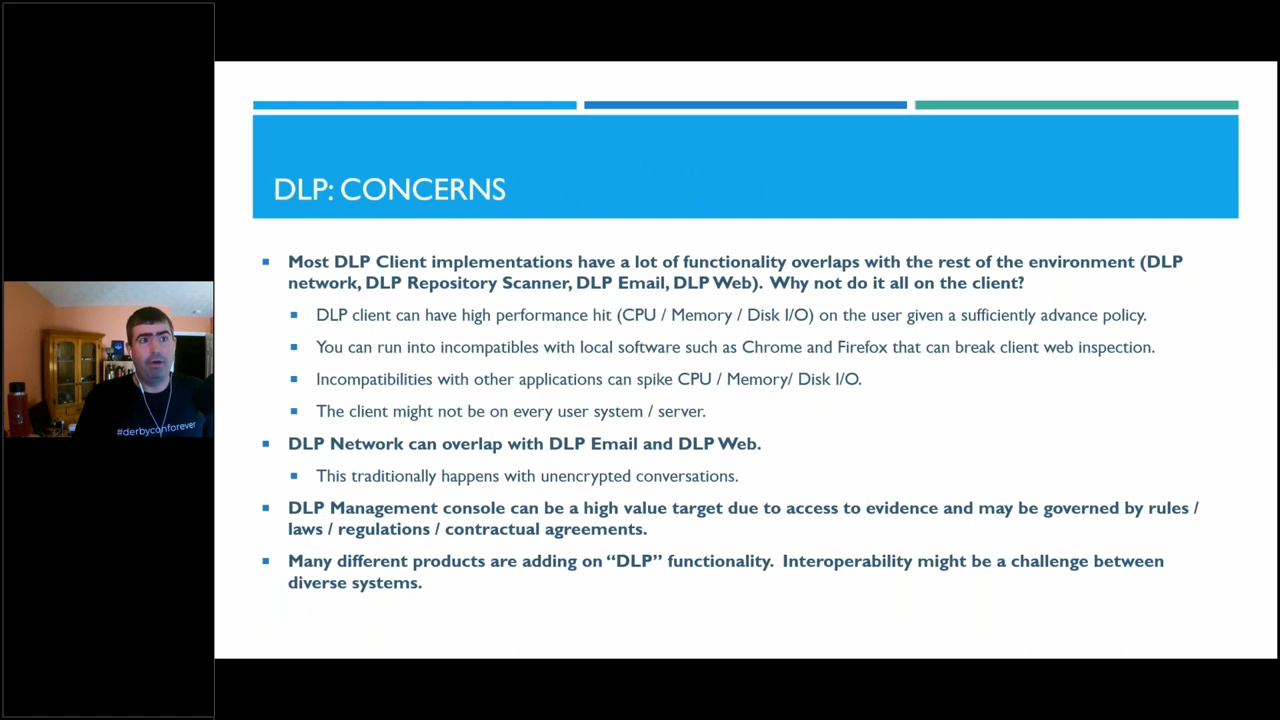 DLP: CONCERNS
Most DLP Client implementations have a lot of functionality overlaps with the rest of the environment (DLP
network, DLP Repository Scanner, DLP Email, DLP Web). Why not do it all on the client?
DLP client can have high performance hit (CPU / Memory / Disk I/O) on the user given a sufficiently advance policy.
You can run into incompatibles with local software such as Chrome and Firefox that can break client web inspection.
Incompatibilities with other applications can spike CPU / Memory/ Disk I/O.
The client might not be on every user system / server.
DLP Network can overlap with DLP Email and DLP Web.
This traditionally happens with unencrypted conversations.
DLP Management console can be a high value target due to access to evidence and may be governed by rules /
laws / regulations / contractual agreements.
Many different products are adding on “DLP” functionality. Interoperability might be a challenge between
diverse systems.
#derbyconforever